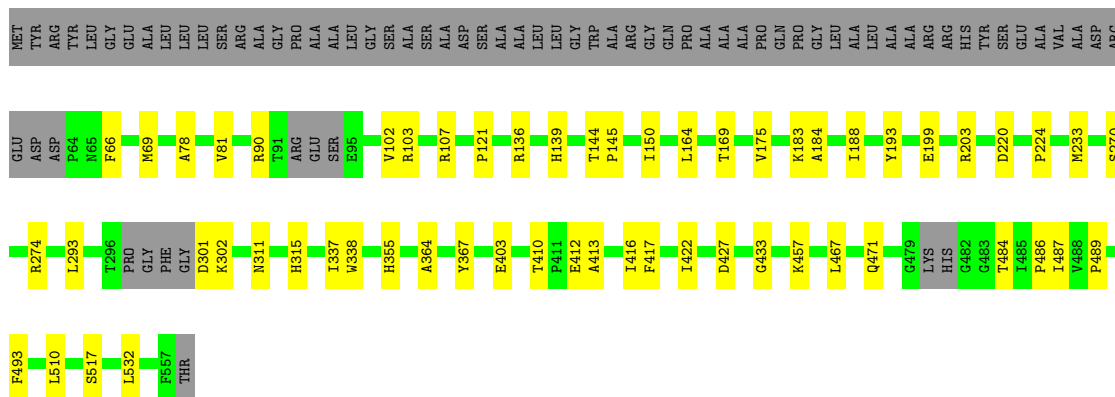 MET TYR ARG TYR LEU GLY GLU ALA LEU LEU LEU SER ARG ALA GLY PRO ALA ALA LEU GLY SER ALA SER ALA ASP SER ALA ALA LEU LEU GLY TRP ALA ARG GLY GLN PRO ALA ALA ALA PRO GLN PRO GLY LEU ALA LEU ALA ALA ARG ARG HIS TYR SER GLU ALA VAL ALA ASP ARG
GLU ASP ASP P64 N65 F66 M69 A78 V81 R90 T91 ARG GLU SER E95 V102 R103 R107 P121 R136 H139 T144 P145 I150 L164 T169 V175 K183 A184 I188 Y193 E199 R203 D220 P224 M233 S270
R274 L293 T296 PRO GLY PHE GLY D301 K302 N311 H315 I337 W338 H355 A364 Y367 E403 T410 P411 E412 A413 I416 F417 I422 D427 G433 K457 L467 Q471 G479 LYS HIS G482 G483 T484 I485 P486 I487 V488 P489
F493 L510 S517 L532 F557 THR